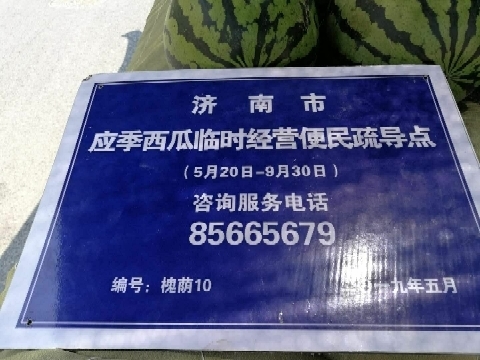 济南市
应季西瓜临时经营便民疏导点
（5月20日-9月30日）
咨询服务电话
85665679
编号：槐荫10
一九年五月